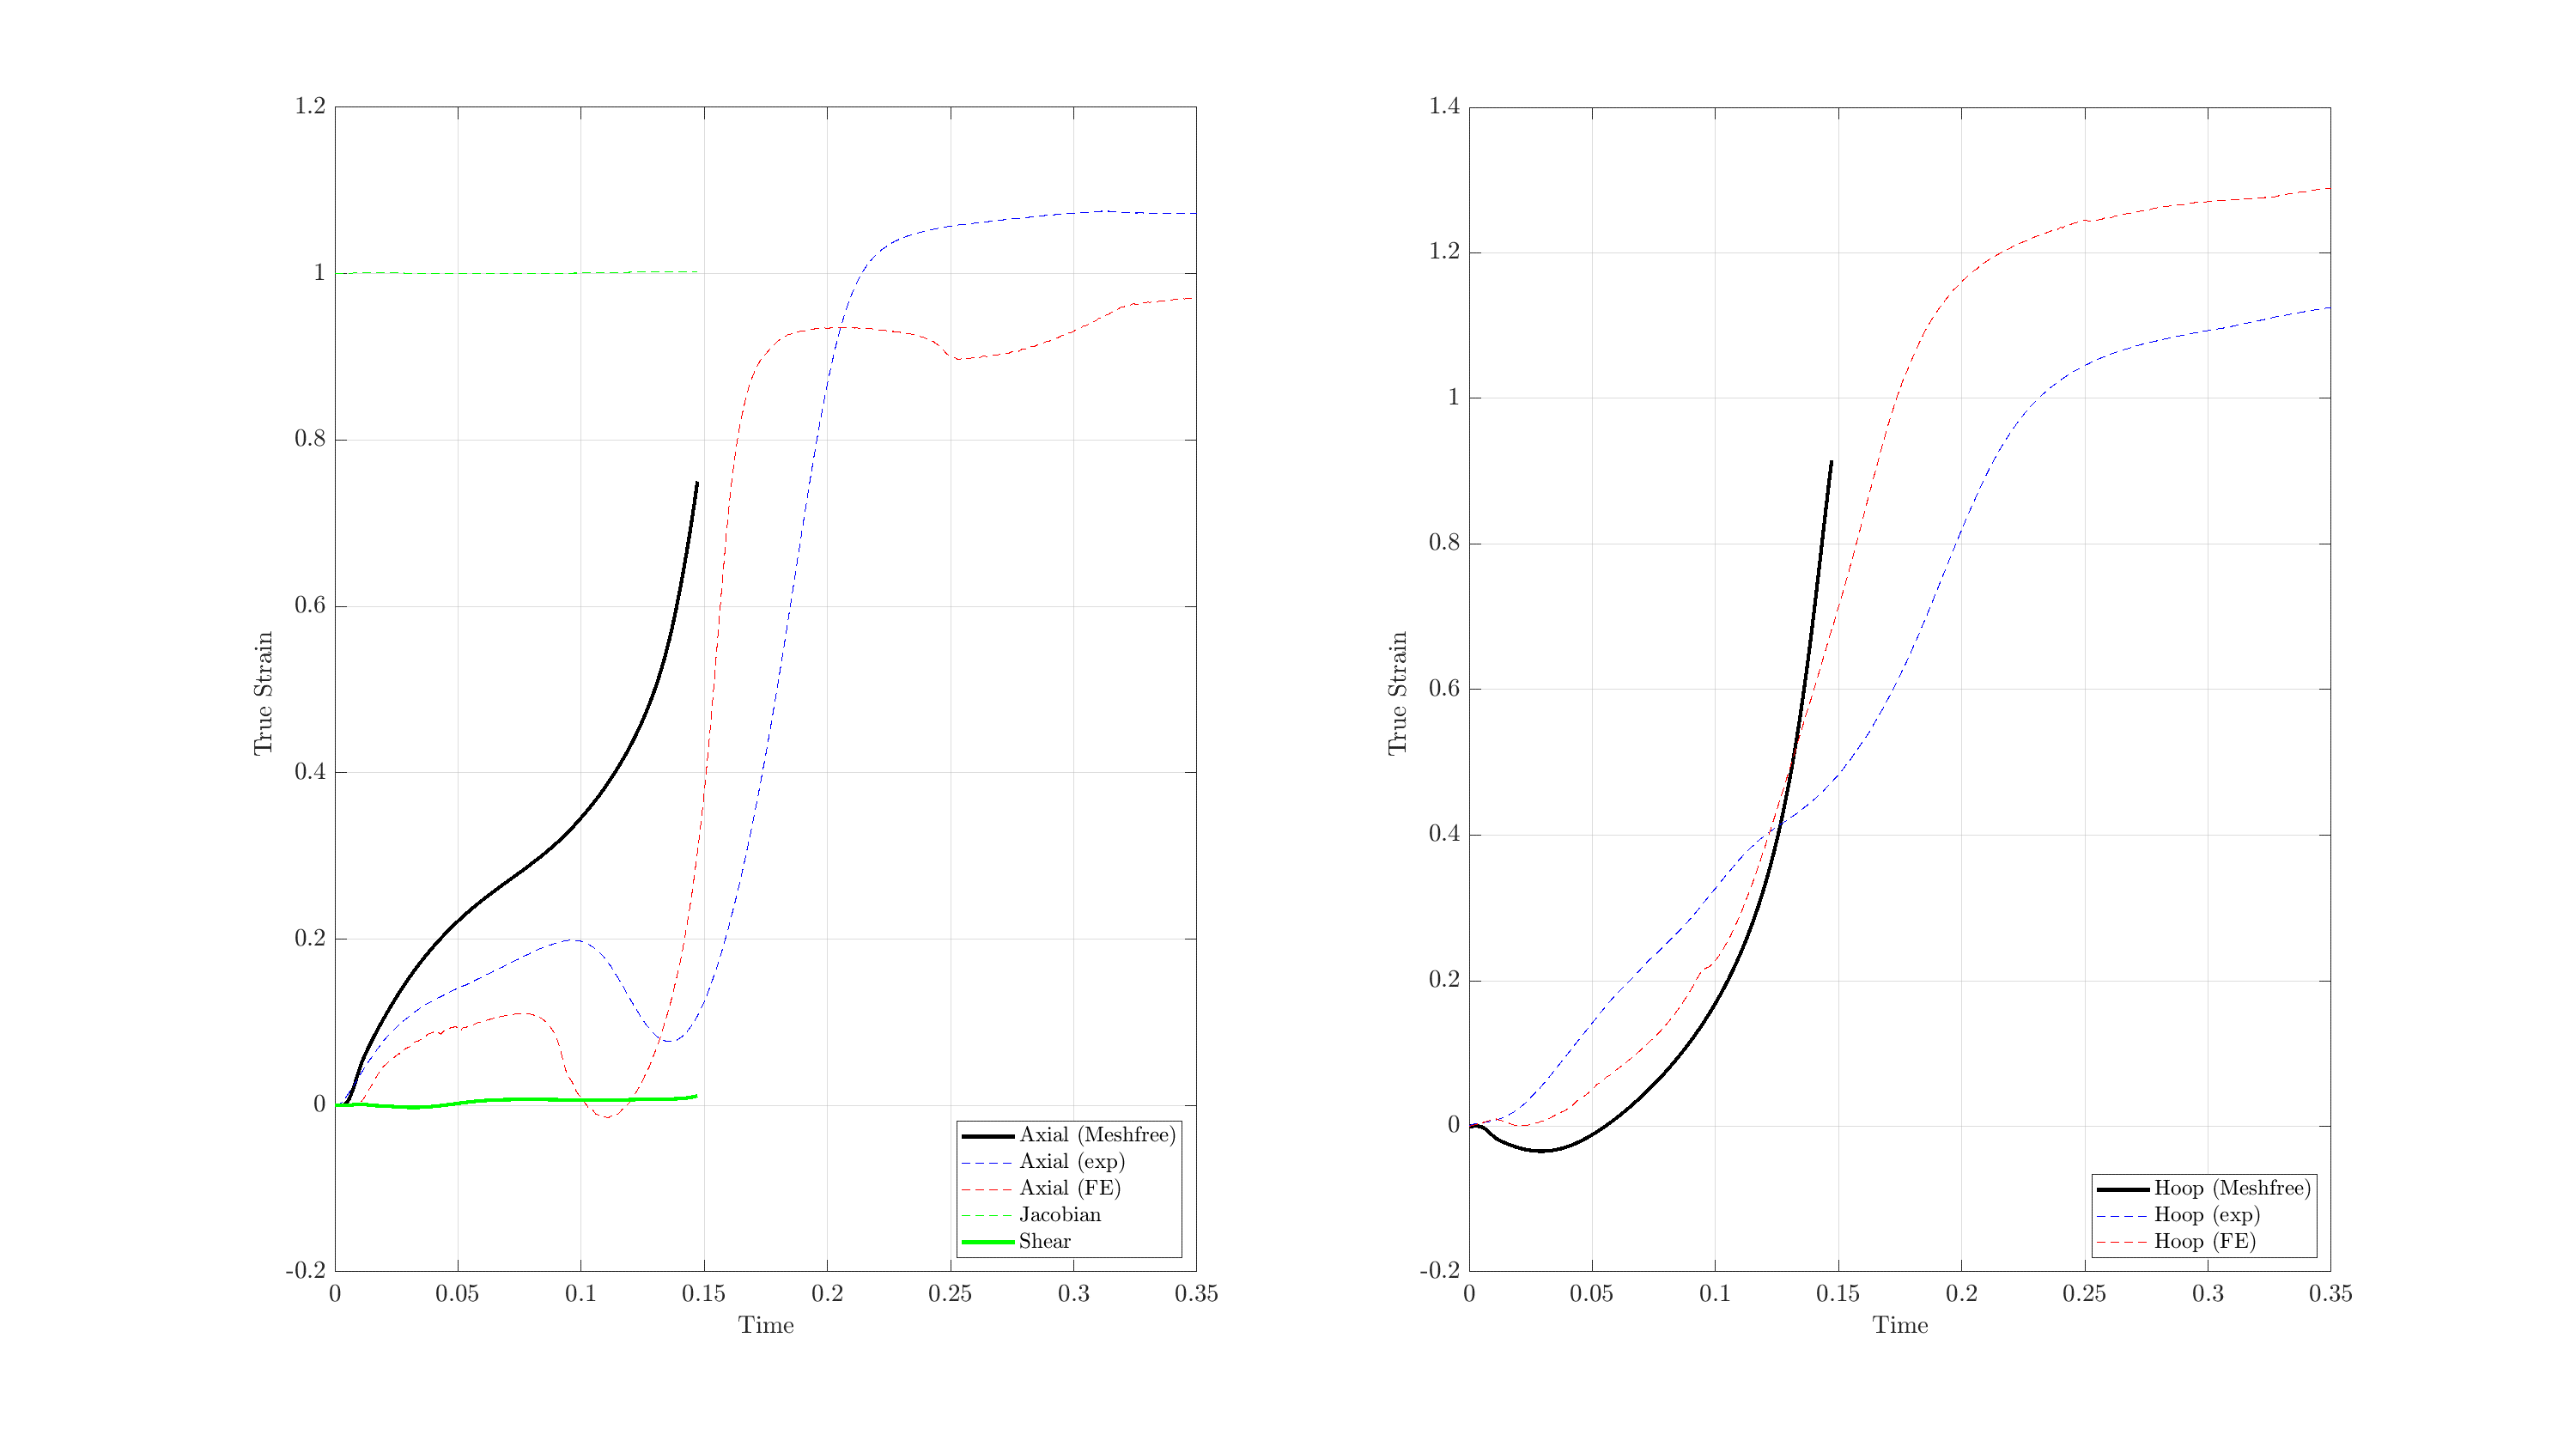 1.2
1
0.8
0.6
0.4
0.2
0
-0.2
True Strain
0 0.05 0.1 0.15 0.2 0.25 0.3 0.35
Time
Axial (Meshfree)
Axial (exp)
Axial (FE)
Jacobian
Shear
1.4
1.2
1
0.8
0.6
0.4
0.2
0
-0.2
True Strain
0 0.05 0.1 0.15 0.2 0.25 0.3 0.35
Time
Hoop (Meshfree)
Hoop (exp)
Hoop (FE)